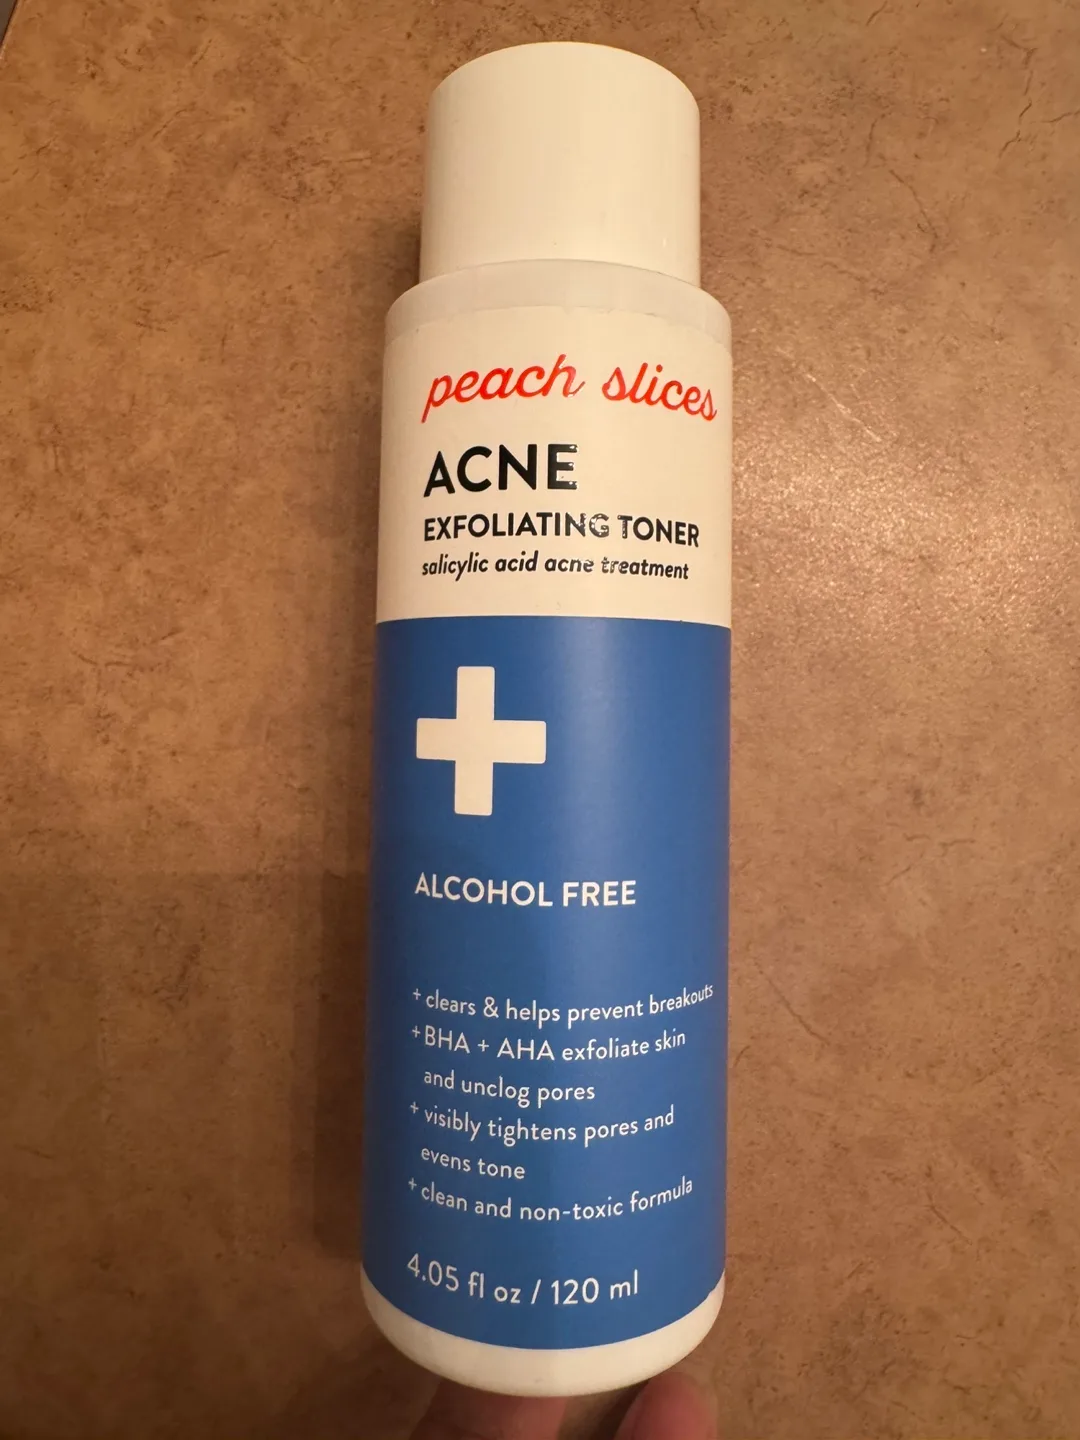 peach slices
ACNE
EXFOLIATING TONER
salicylic acid acne treatment
ALCOHOL FREE
+ clears & helps prevent breakouts
+ BHA + AHA exfoliate skin
and unclog pores
+ visibly tightens pores and
evens tone
+ clean and non-toxic formula
4.05 fl oz / 120 ml